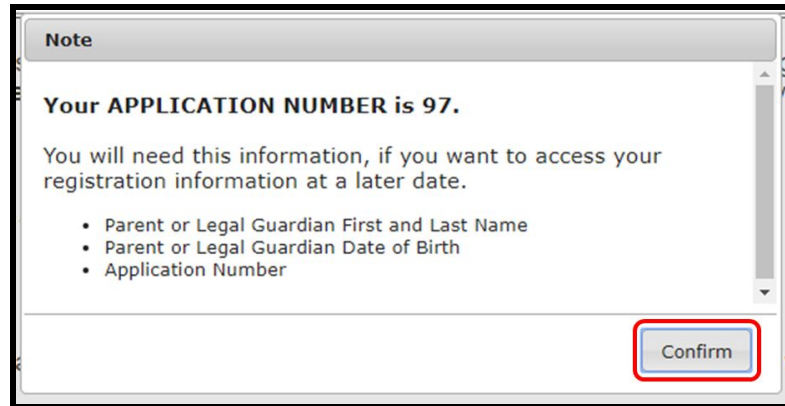 Note
Your APPLICATION NUMBER is 97.
You will need this information, if you want to access your
registration information at a later date.
• Parent or Legal Guardian First and Last Name
• Parent or Legal Guardian Date of Birth
• Application Number
Confirm